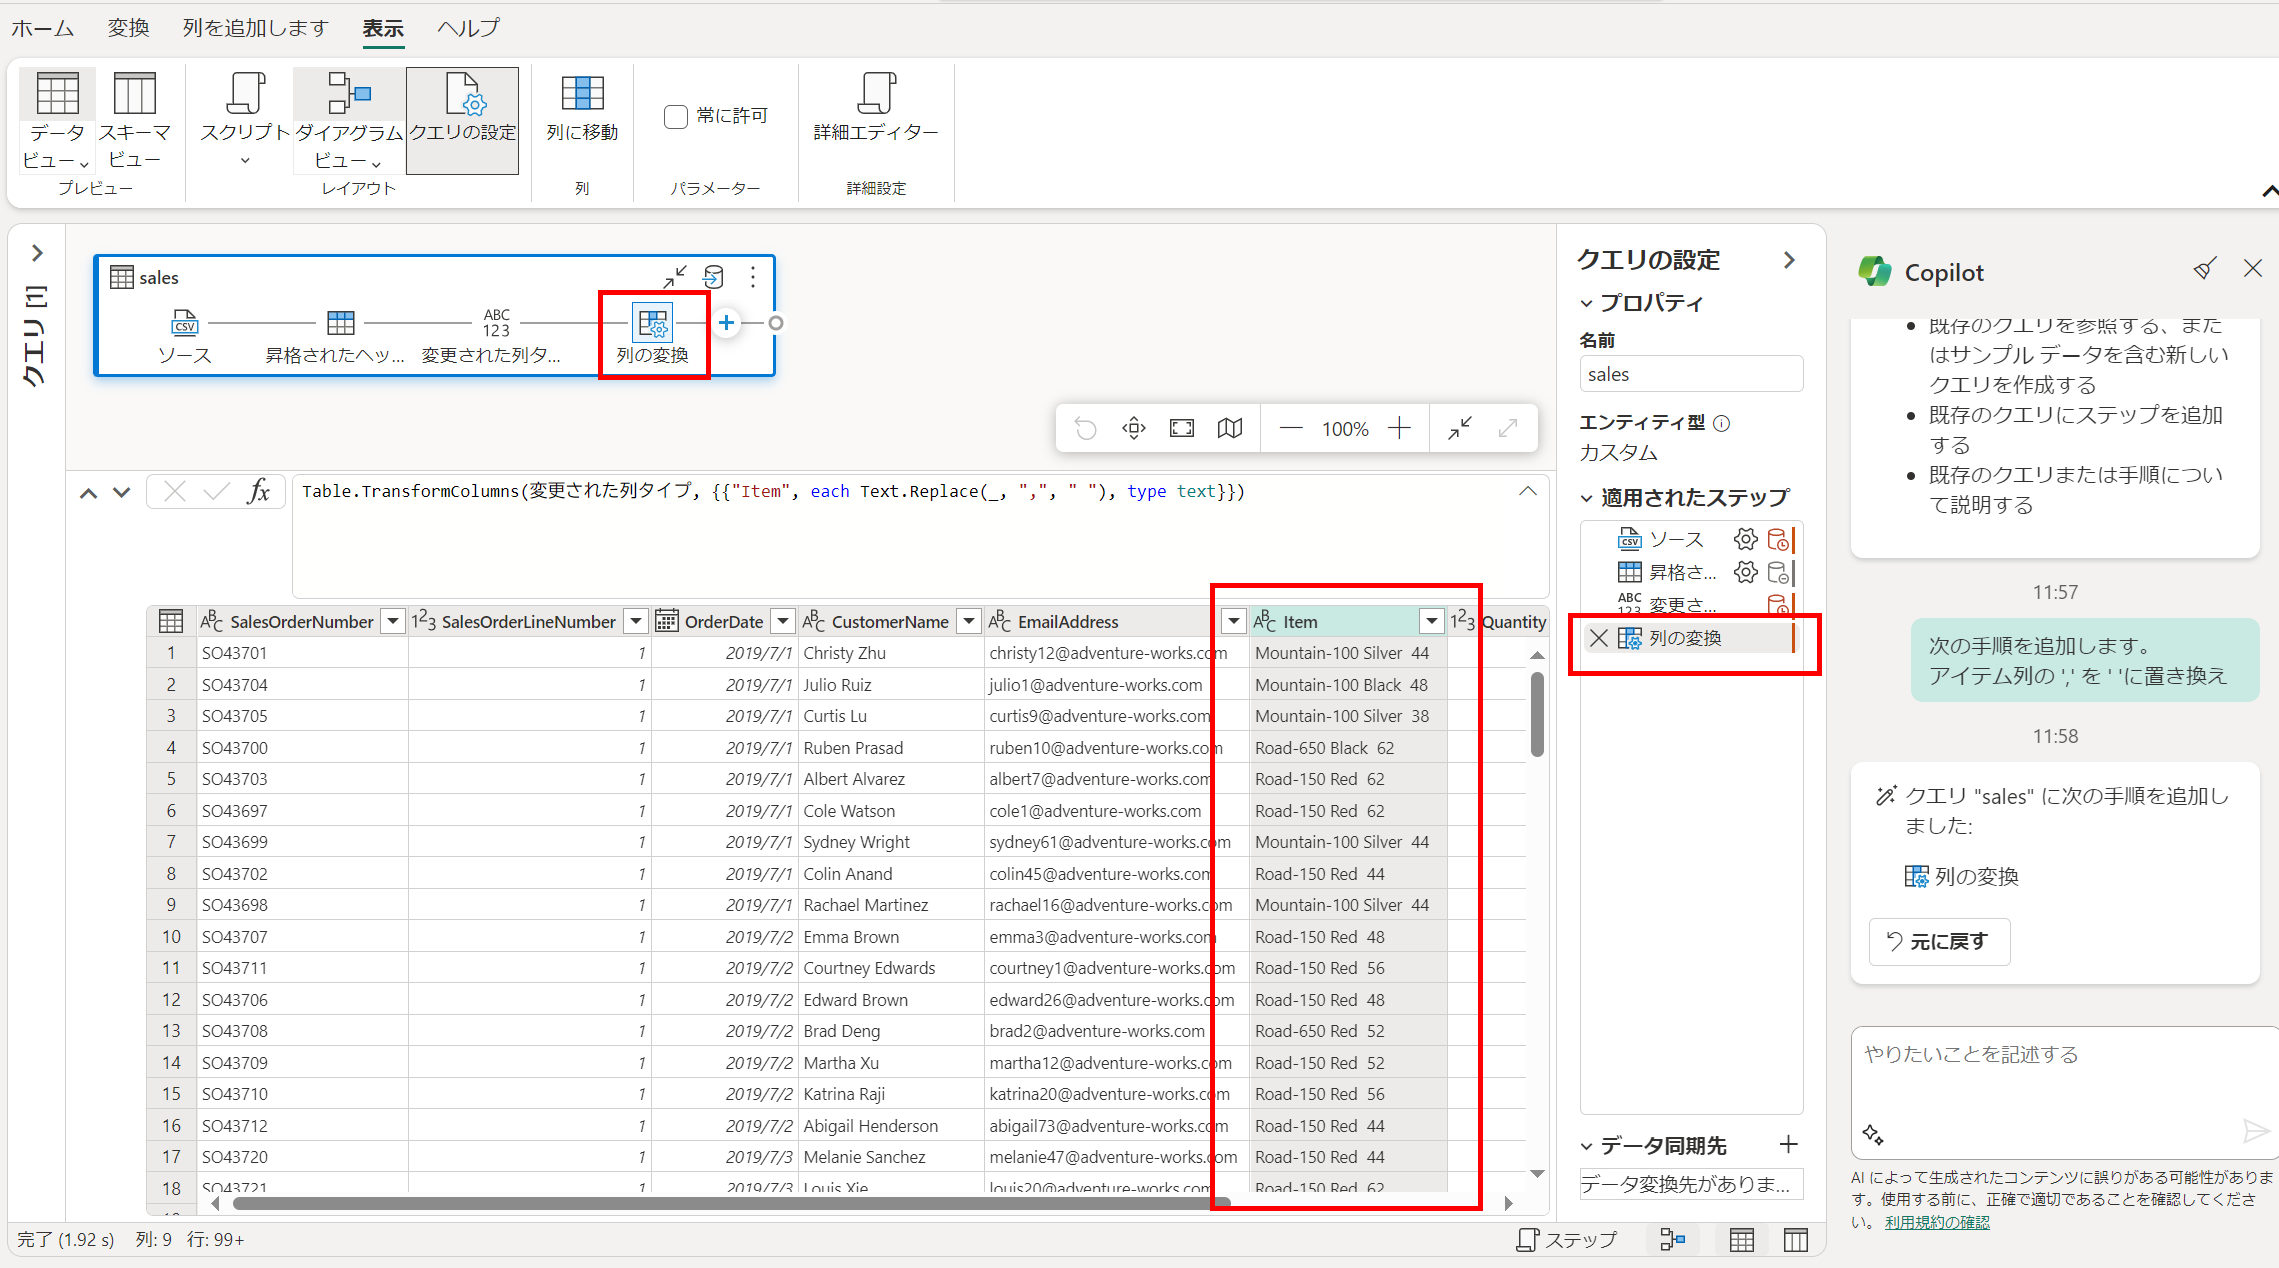 ホーム 変換 列を追加します 表示 ヘルプ
データ
ビュー
スキーマ
ビュー
プレビュー
スクリプト
ダイアグラム
ビュー
クエリの設定
レイアウト
列に移動
列
常に許可
パラメーター
詳細エディター
詳細設定
クエリ [1]
sales
ソース
昇格されたヘッ...
ABC
123
変更された列タ...
列の変換
100%
fx
Table.TransformColumns(変更された列タイプ, {{"Item", each Text.Replace(_, ",", " "), type text}})
SalesOrderNumber SalesOrderLineNumber OrderDate CustomerName EmailAddress Item Quantity
1 SO43701 1 2019/7/1 Christy Zhu christy12@adventure-works.com Mountain-100 Silver 44
2 SO43704 1 2019/7/1 Julio Ruiz julio1@adventure-works.com Mountain-100 Black 48
3 SO43705 1 2019/7/1 Curtis Lu curtis9@adventure-works.com Mountain-100 Silver 38
4 SO43700 1 2019/7/1 Ruben Prasad ruben10@adventure-works.com Road-650 Black 62
5 SO43703 1 2019/7/1 Albert Alvarez albert7@adventure-works.com Road-150 Red 62
6 SO43697 1 2019/7/1 Cole Watson cole1@adventure-works.com Road-150 Red 62
7 SO43699 1 2019/7/1 Sydney Wright sydney61@adventure-works.com Mountain-100 Silver 44
8 SO43702 1 2019/7/1 Colin Anand colin45@adventure-works.com Road-150 Red 44
9 SO43698 1 2019/7/1 Rachael Martinez rachael16@adventure-works.com Mountain-100 Silver 44
10 SO43707 1 2019/7/2 Emma Brown emma3@adventure-works.com Road-150 Red 48
11 SO43711 1 2019/7/2 Courtney Edwards courtney1@adventure-works.com Road-150 Red 56
12 SO43706 1 2019/7/2 Edward Brown edward26@adventure-works.com Road-150 Red 48
13 SO43708 1 2019/7/2 Brad Deng brad2@adventure-works.com Road-650 Red 52
14 SO43709 1 2019/7/2 Martha Xu martha12@adventure-works.com Road-150 Red 52
15 SO43710 1 2019/7/2 Katrina Raji katrina20@adventure-works.com Road-150 Red 56
16 SO43712 1 2019/7/2 Abigail Henderson abigail73@adventure-works.com Road-150 Red 44
17 SO43720 1 2019/7/3 Melanie Sanchez melanie47@adventure-works.com Road-150 Red 44
18 SO43721 1 2019/7/3 Louis Xie louis20@adventure-works.com Road-150 Red 62
完了 (1.92 s) 列: 9 行: 99+
ステップ
クエリの設定
プロパティ
名前
sales
エンティティ型
カスタム
適用されたステップ
ソース
昇格さ...
変更さ...
列の変換
データ同期先
データ変換先がありま...
Copilot
• 既存のクエリを参照する、また
はサンプル データを含む新しい
クエリを作成する
• 既存のクエリにステップを追加
する
• 既存のクエリまたは手順につい
て説明する
11:57
次の手順を追加します。
アイテム列の ',' を ' 'に置き換え
11:58
クエリ "sales" に次の手順を追加し
ました:
列の変換
元に戻す
やりたいことを記述する
AI によって生成されたコンテンツに誤りがある可能性がありま
す。使用する前に、正確で適切であることを確認してくださ
い。 利用規約の確認